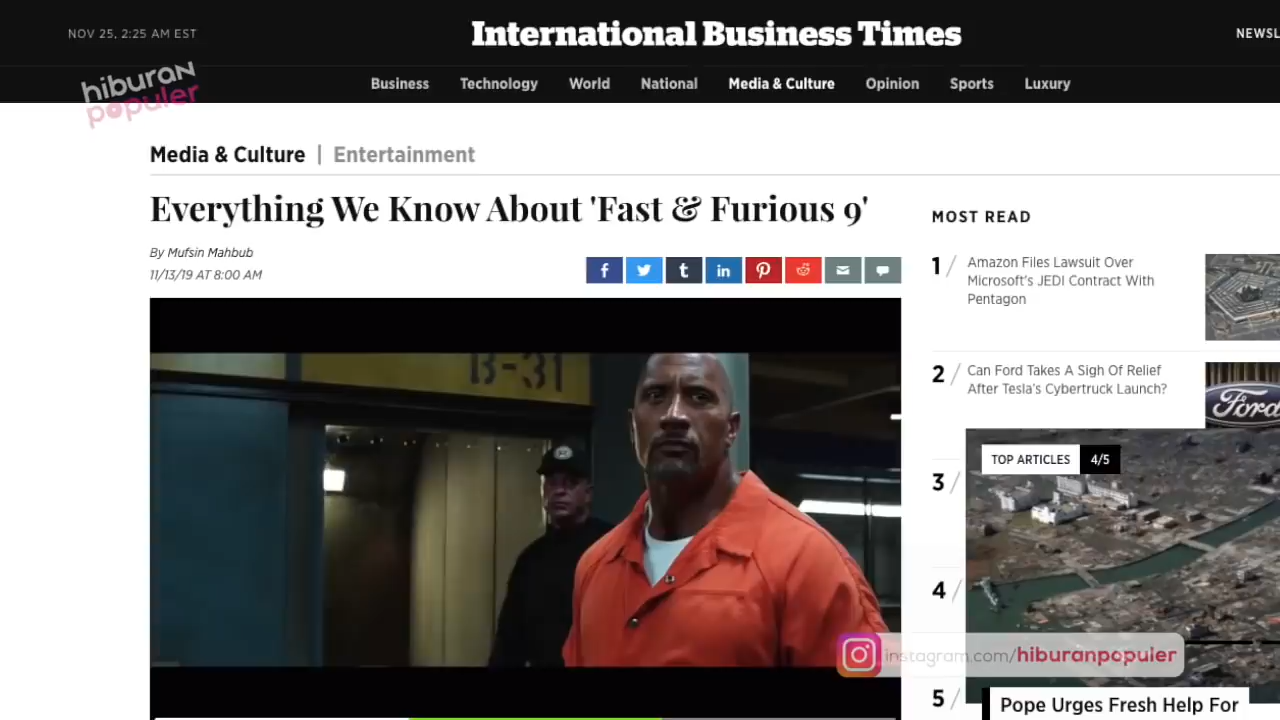 NOV 25, 2:25 AM EST
International Business Times
NEWSL
hiburan
populer
Business Technology World National Media & Culture Opinion Sports Luxury
Media & Culture | Entertainment
Everything We Know About 'Fast & Furious 9'
By Mufsin Mahbub
11/13/19 AT 8:00 AM
B-31
MOST READ
1 / Amazon Files Lawsuit Over
Microsoft's JEDI Contract With
Pentagon
2 / Can Ford Takes A Sigh Of Relief
After Tesla's Cybertruck Launch?
Ford
3 /
TOP ARTICLES 4/5
4 /
instagram.com/hiburanpopuler
5 /
Pope Urges Fresh Help For